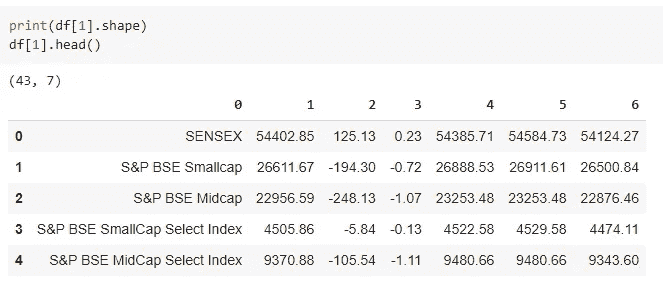 print(df[1].shape)
df[1].head()
(43, 7)
0 1 2 3 4 5 6
0 SENSEX 54402.85 125.13 0.23 54385.71 54584.73 54124.27
1 S&P BSE Smallcap 26611.67 -194.30 -0.72 26888.53 26911.61 26500.84
2 S&P BSE Midcap 22956.59 -248.13 -1.07 23253.48 23253.48 22876.46
3 S&P BSE SmallCap Select Index 4505.86 -5.84 -0.13 4522.58 4529.58 4474.11
4 S&P BSE MidCap Select Index 9370.88 -105.54 -1.11 9480.66 9480.66 9343.60